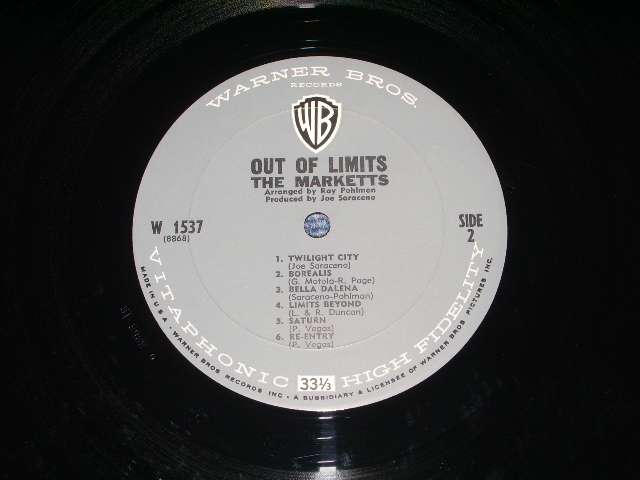 WARNER BROS.
RECORDS
WB
OUT OF LIMITS
THE MARKETTS
Arranged by Ray Pohlman
Produced by Joe Saraceno
W 1537
(8868)
SIDE
2
1. TWILIGHT CITY
(Joe Saraceno)
2. BOREALIS
(G. Motola-R. Page)
3. BELLA DALENA
(Saraceno-Pohlman)
4. LIMITS BEYOND
(L. & R. Duncan)
5. SATURN
(P. Vegas)
6. RE-ENTRY
(P. Vegas)
VITAPHONIC 33⅓ HIGH FIDELITY
MADE IN U.S.A. • WARNER BROS RECORDS INC • A SUBSIDIARY & LICENSEE OF WARNER BROS PICTURES INC.